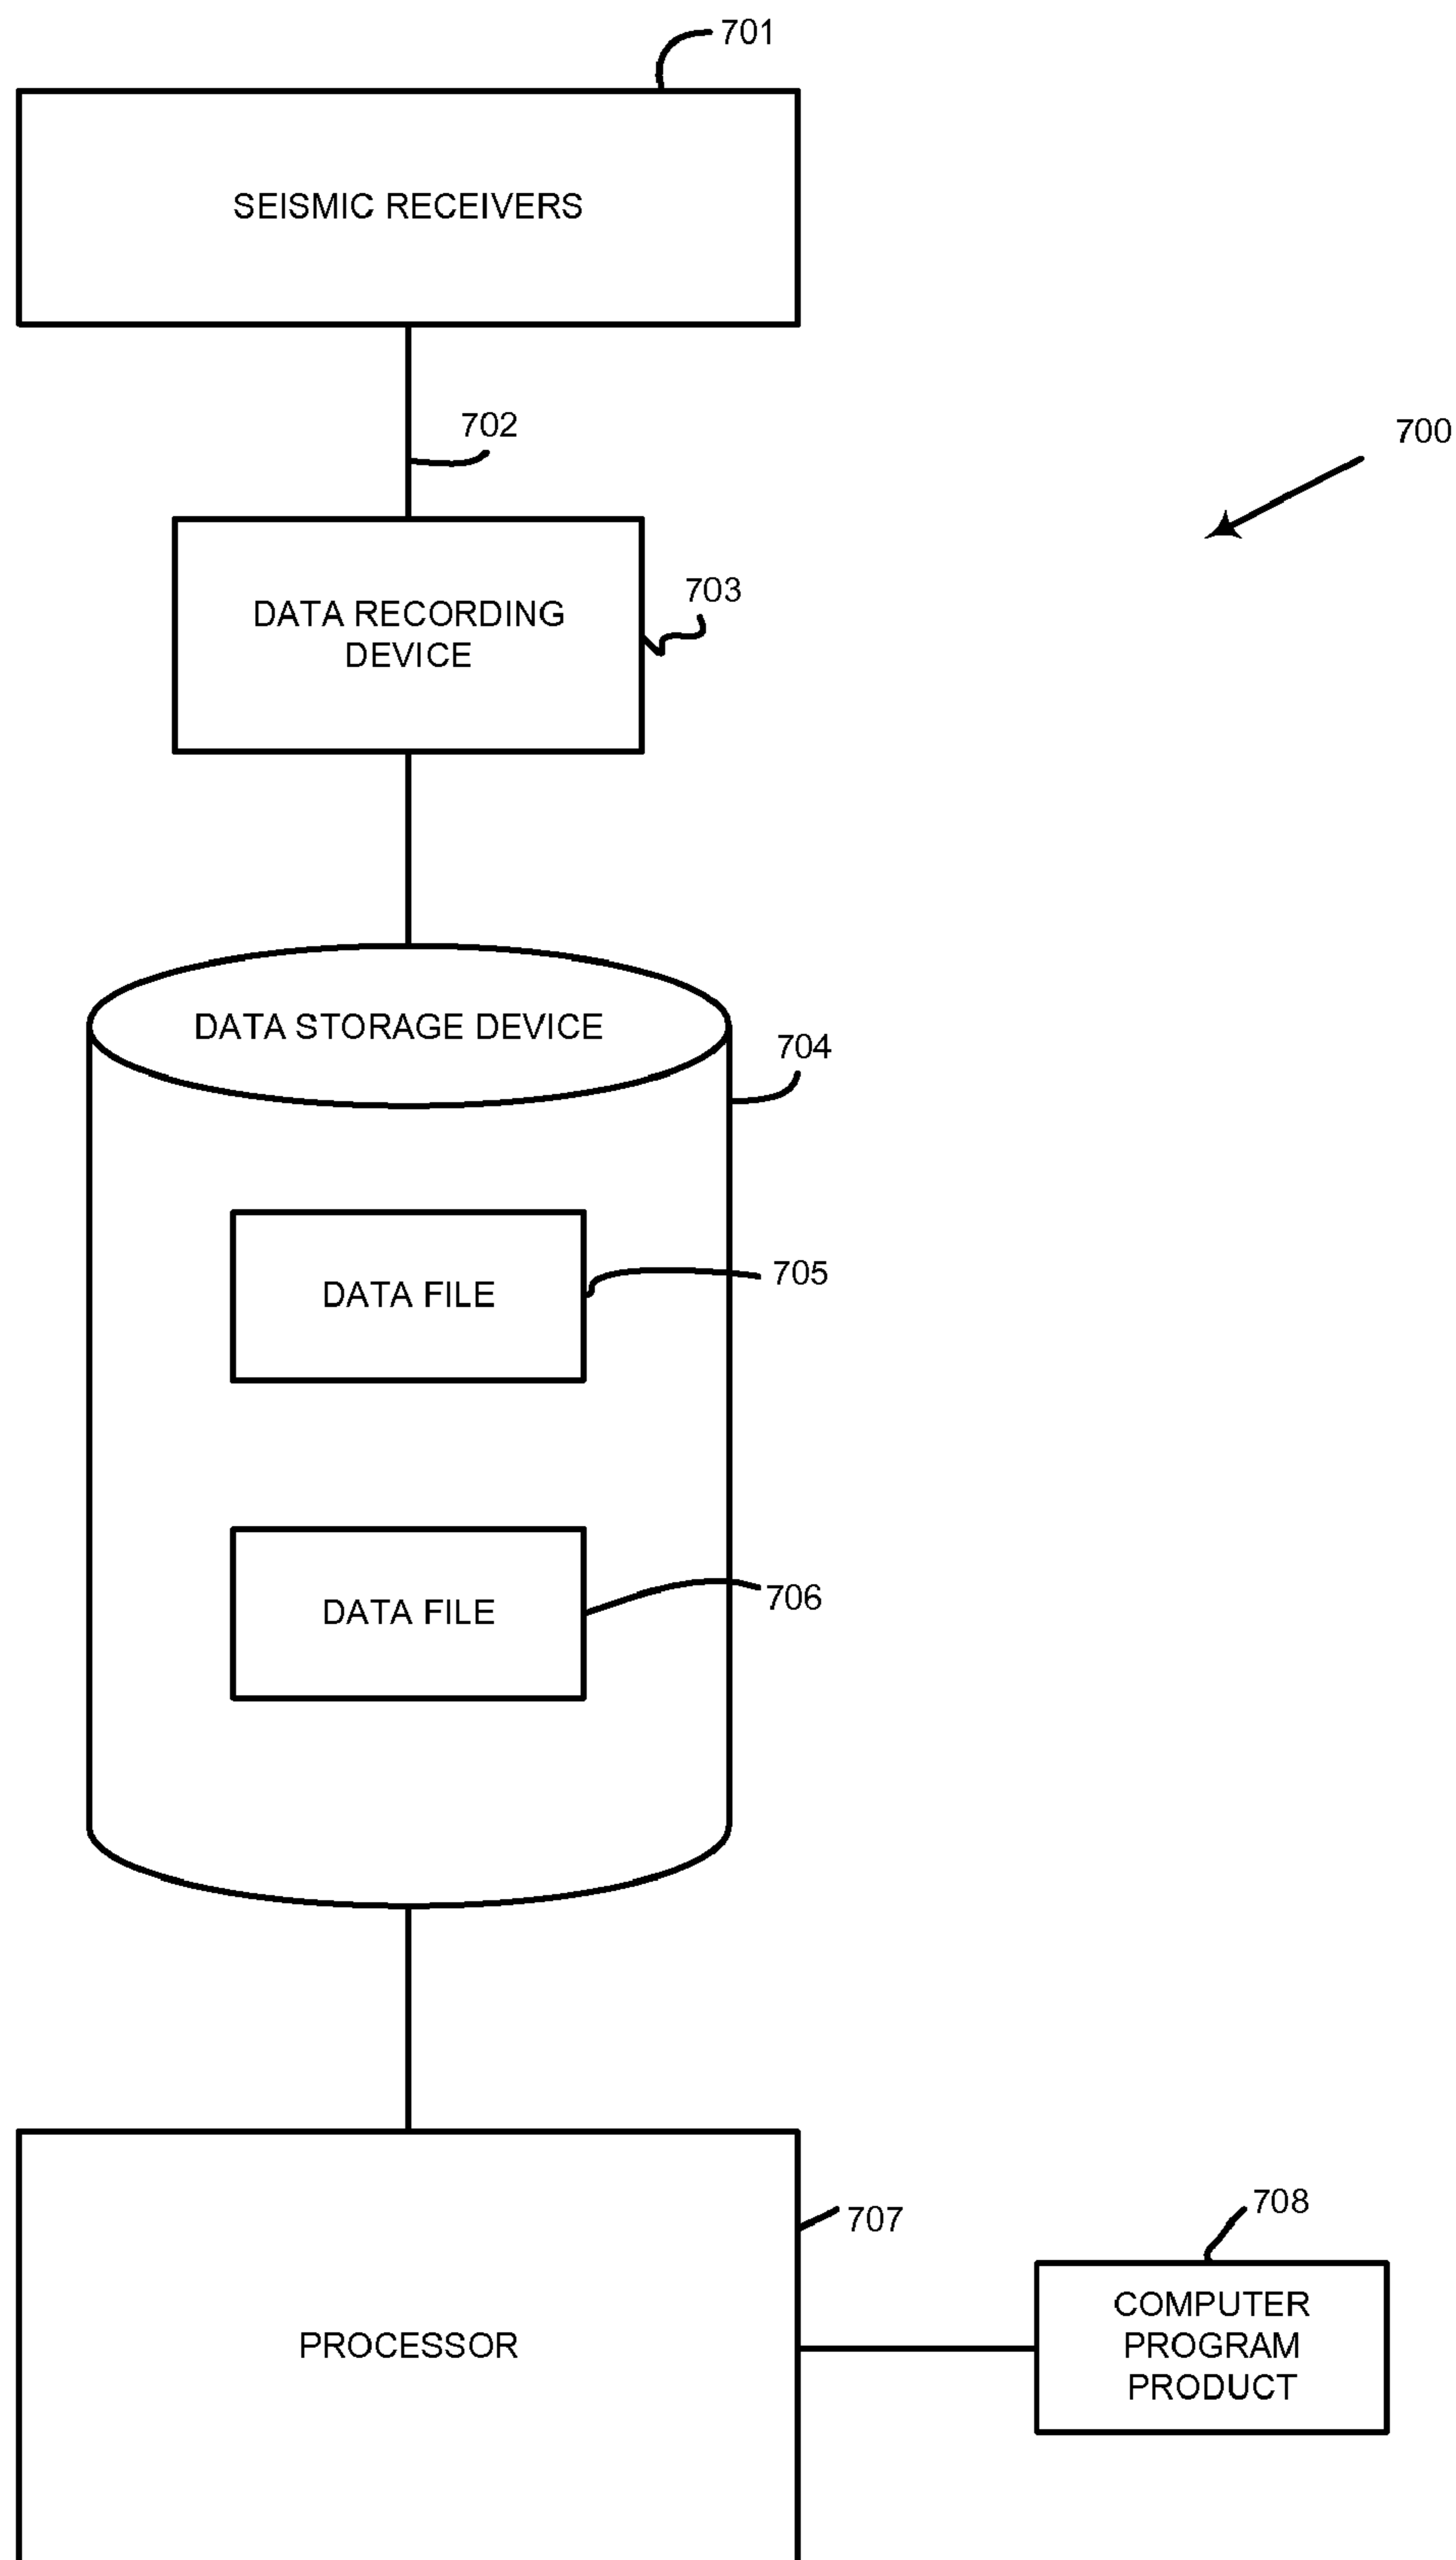 701
SEISMIC RECEIVERS
702
700
703
DATA RECORDING
DEVICE
DATA STORAGE DEVICE
704
705
DATA FILE
706
DATA FILE
707
708
COMPUTER
PROGRAM
PRODUCT
PROCESSOR